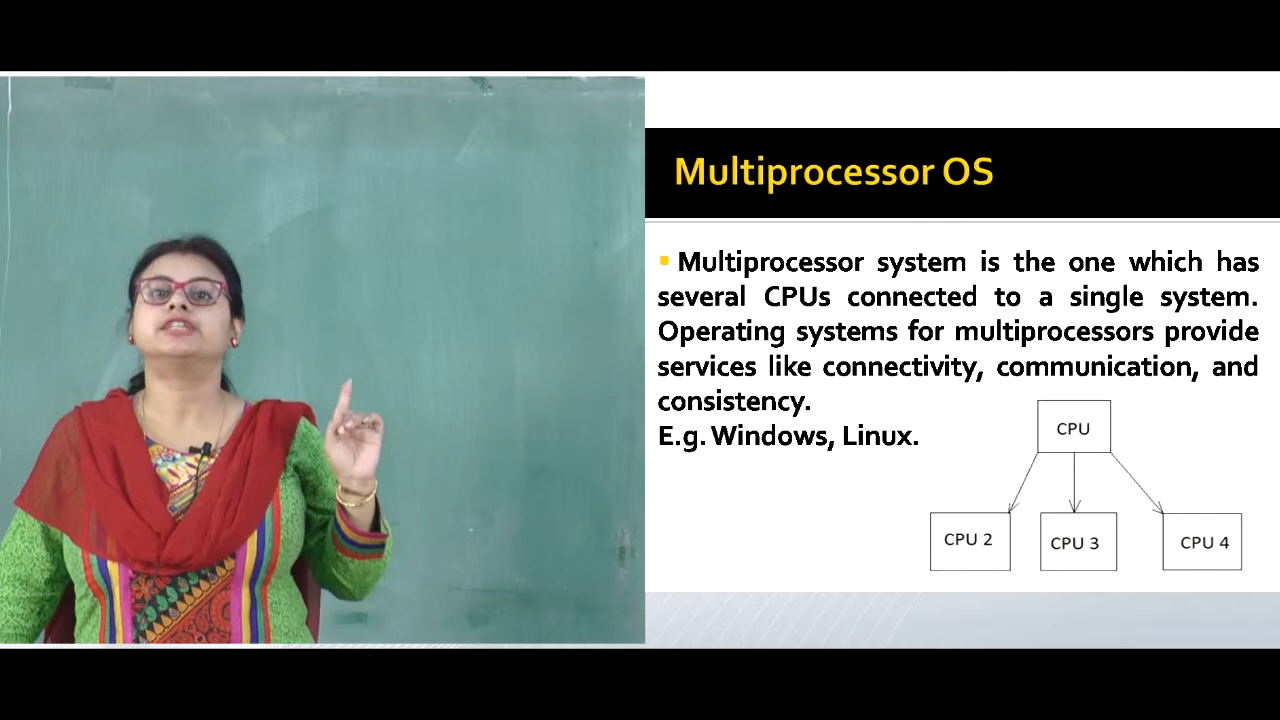 Multiprocessor OS
Multiprocessor system is the one which has
several CPUs connected to a single system.
Operating systems for multiprocessors provide
services like connectivity, communication, and
consistency.
E.g. Windows, Linux.
CPU
CPU 2
CPU 3
CPU 4